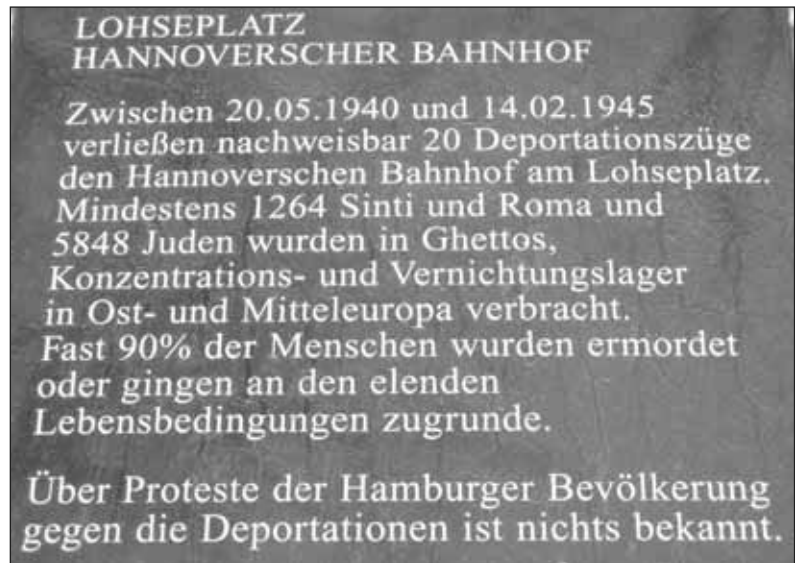 LOHSEPLATZ
HANNOVERSCHER BAHNHOF
Zwischen 20.05.1940 und 14.02.1945
verließen nachweisbar 20 Deportationszüge
den Hannoverschen Bahnhof am Lohseplatz.
Mindestens 1264 Sinti und Roma und
5848 Juden wurden in Ghettos,
Konzentrations- und Vernichtungslager
in Ost- und Mitteleuropa verbracht.
Fast 90% der Menschen wurden ermordet
oder gingen an den elenden
Lebensbedingungen zugrunde.
Über Proteste der Hamburger Bevölkerung
gegen die Deportationen ist nichts bekannt.